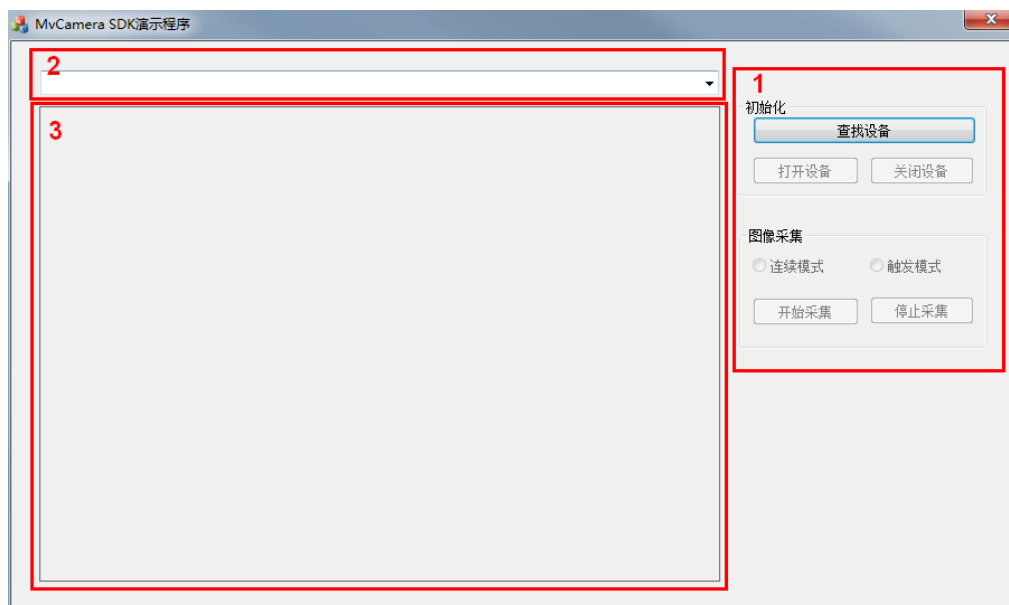 MvCamera SDK演示程序
2
3
1
初始化
查找设备
打开设备 关闭设备
图像采集
连续模式 触发模式
开始采集 停止采集